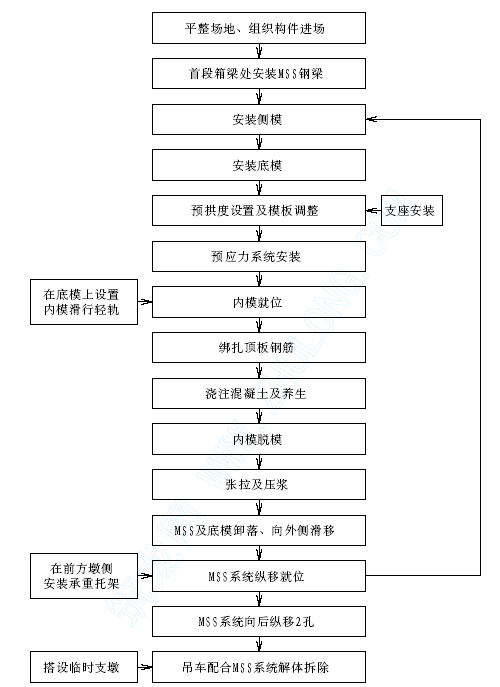 平整场地、组织构件进场
首段箱梁处安装MSS钢梁
安装侧模
安装底模
预拱度设置及模板调整
支座安装
预应力系统安装
在底模上设置
内模滑行轻轨
内模就位
绑扎顶板钢筋
浇注混凝土及养生
内模脱模
张拉及压浆
MSS及底模卸落、向外侧滑移
在前方墩侧
安装承重托架
MSS系统纵移就位
MSS系统向后纵移2孔
搭设临时支墩
吊车配合MSS系统解体拆除